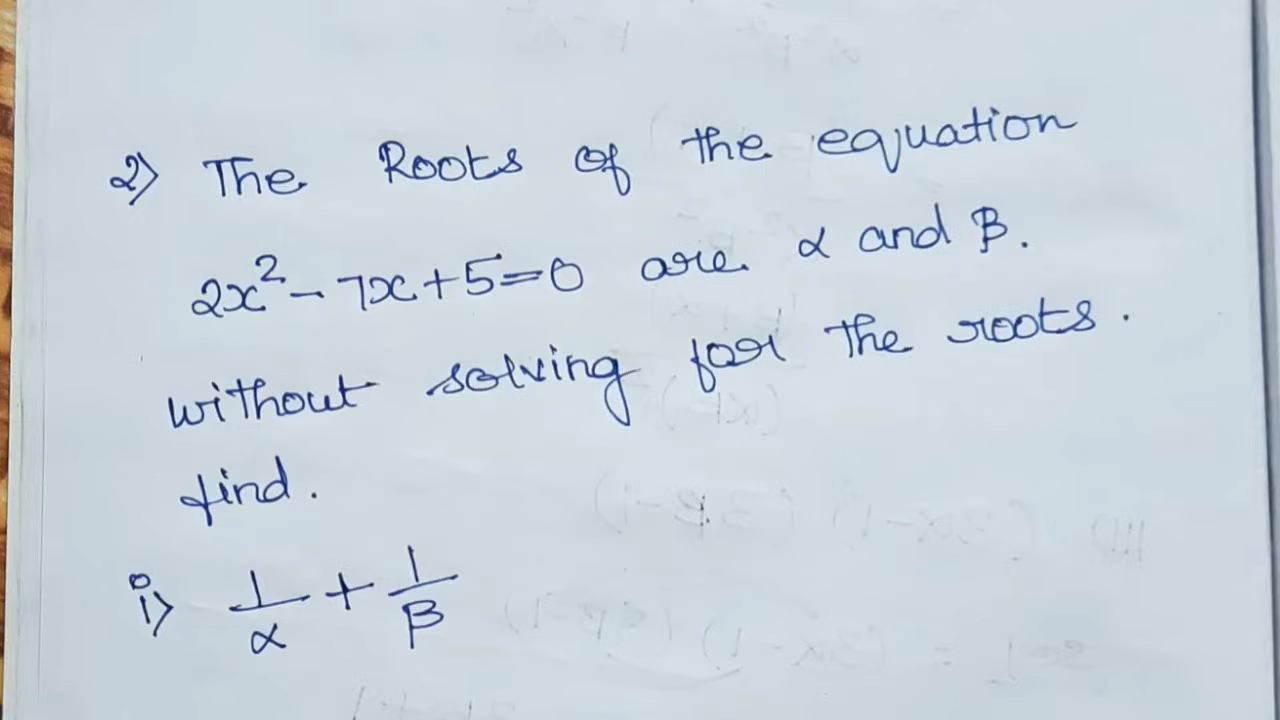 2) The Roots of the equation
2x² - 7x + 5 = 0 are α and β.
without solving for the roots.
find.
i) 1/α + 1/β